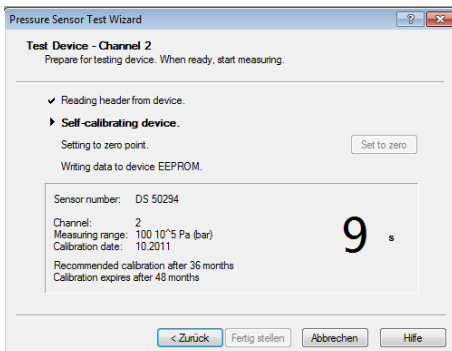 Pressure Sensor Test Wizard
Test Device - Channel 2
Prepare for testing device. When ready, start measuring.
Reading header from device.
Self-calibrating device.
Setting to zero point.
Set to zero
Writing data to device EEPROM.
Sensor number: DS 50294
Channel: 2
Measuring range: 100 10^5 Pa (bar)
Calibration date: 10.2011
9 s
Recommended calibration after 36 months
Calibration expires after 48 months
< Zurück Fertig stellen Abbrechen Hilfe